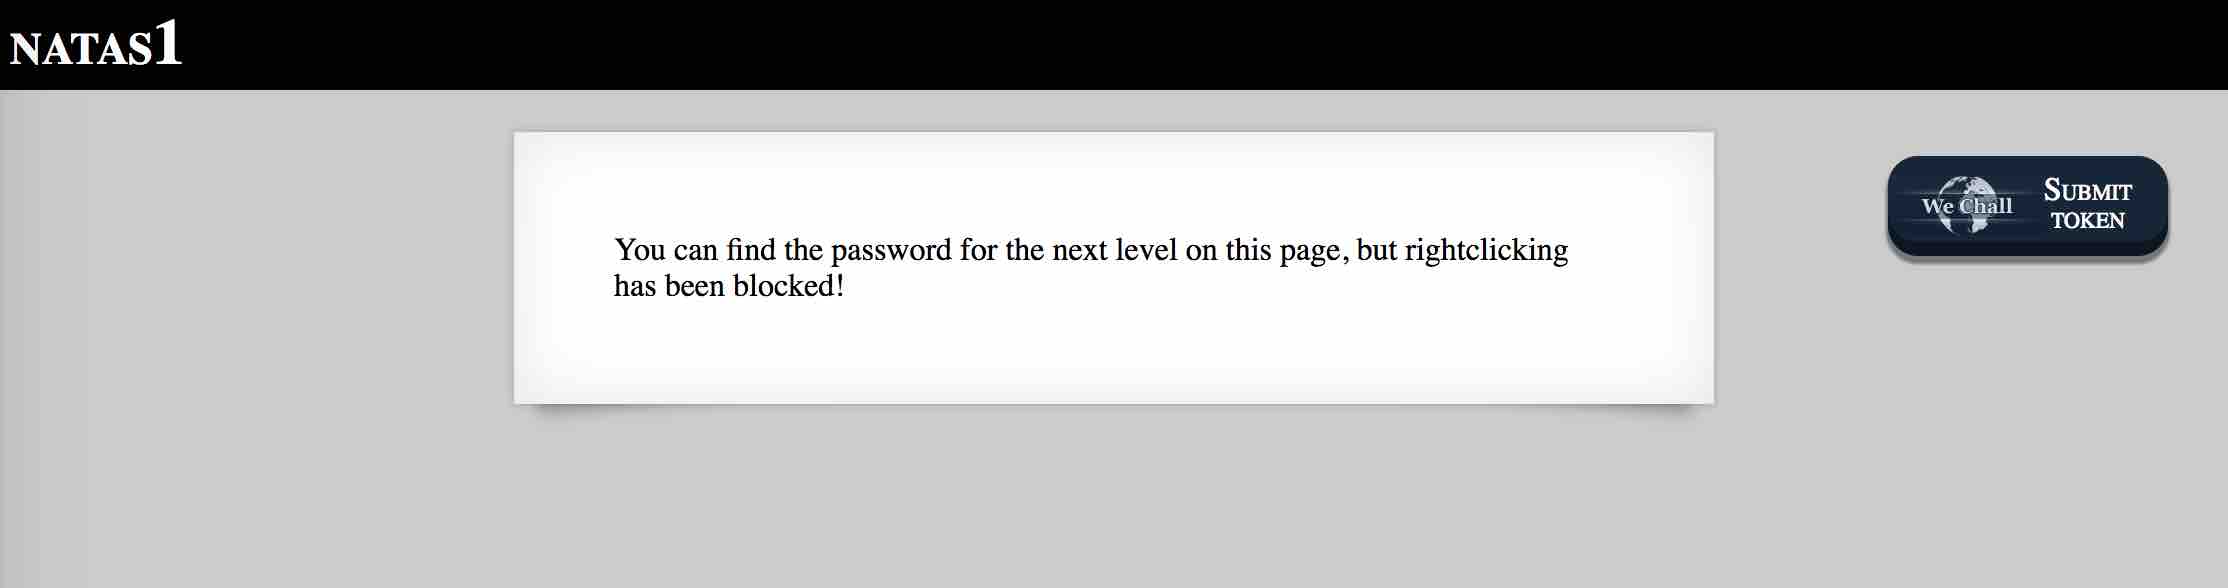 NATAS1
You can find the password for the next level on this page, but rightclicking
has been blocked!
We Chall
SUBMIT
TOKEN